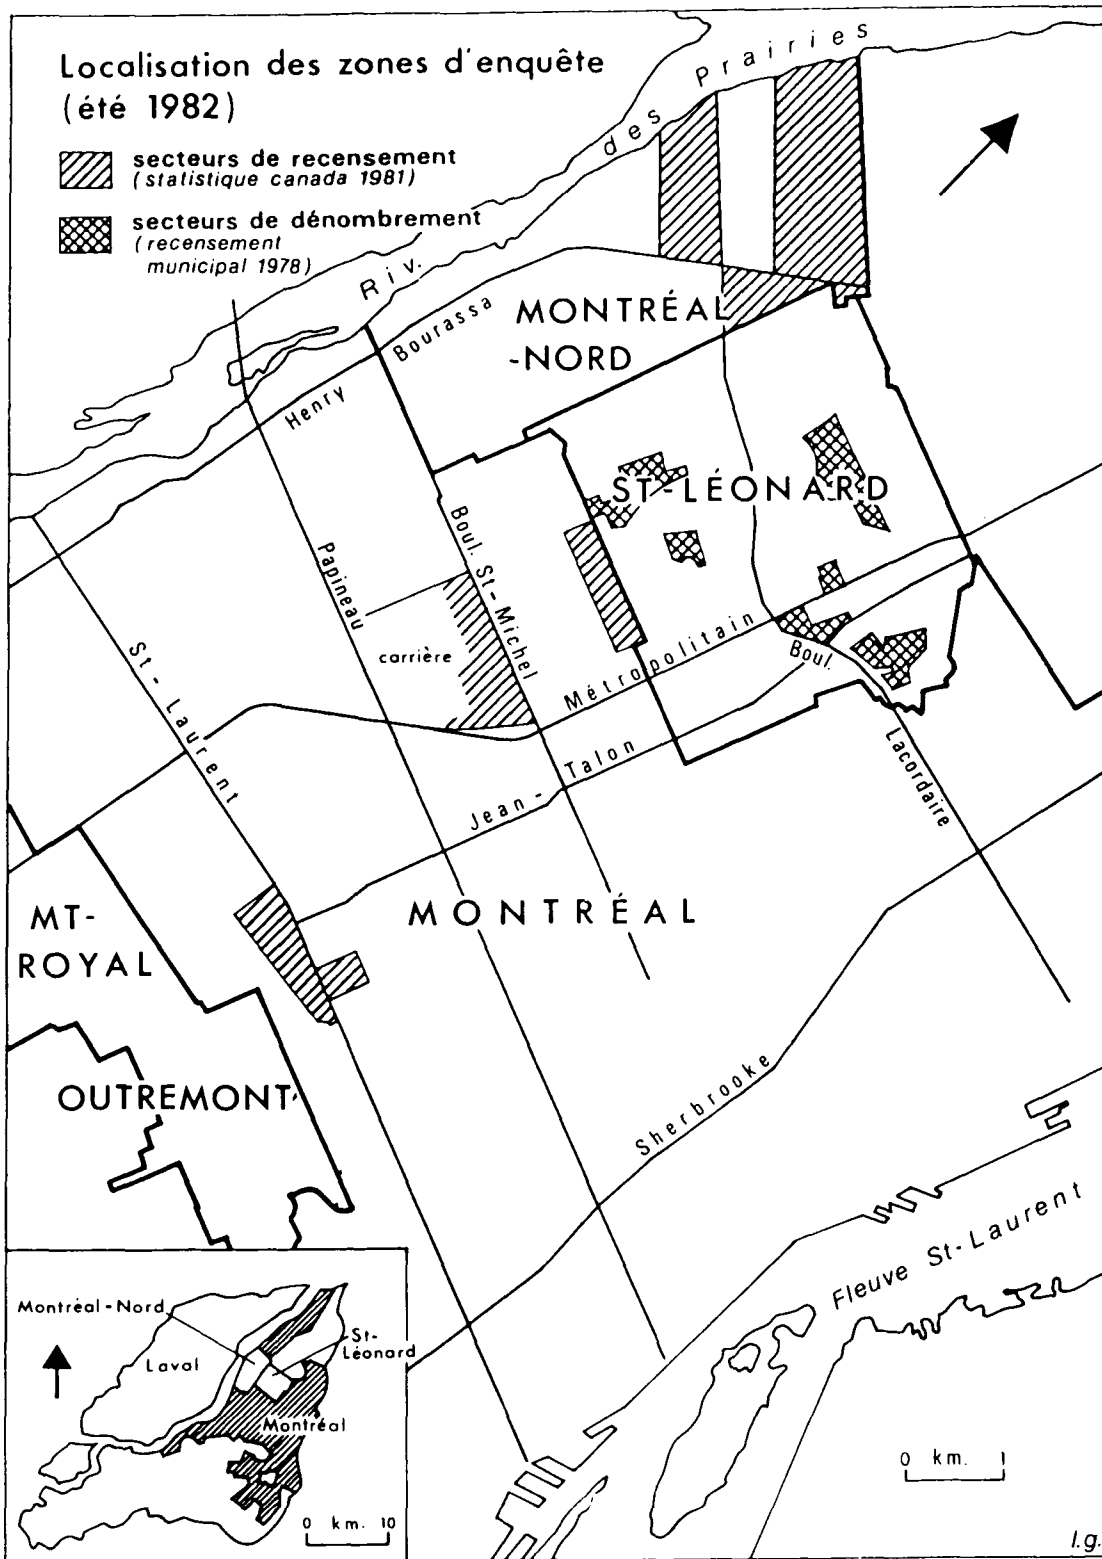 Localisation des zones d'enquête
(été 1982)
secteurs de recensement
(statistique canada 1981)
secteurs de dénombrement
(recensement
municipal 1978)
Riv. des Prairies
Henry Bourassa
MONTRÉAL
-NORD
ST-LÉONARD
Papineau
Boul. St-Michel
carrière
St-Laurent
Métropolitain
Boul. Lacordaire
Jean-Talon
MT-
ROYAL
MONTRÉAL
OUTREMONT
Sherbrooke
Fleuve St-Laurent
Montréal-Nord
St-
Léonard
Laval
Montréal
0 km. 10
0 km. 1
l.g.